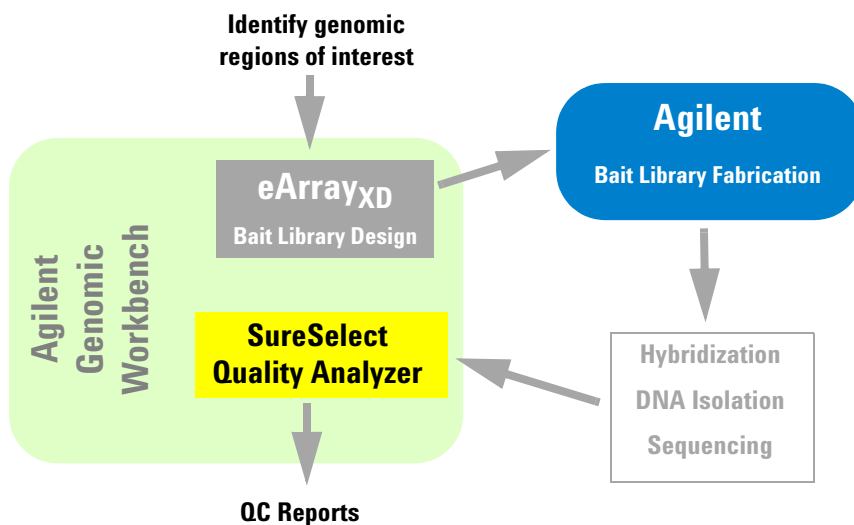 Identify genomic
regions of interest
eArrayXD
Bait Library Design
Agilent
Bait Library Fabrication
Agilent
Genomic
Workbench
SureSelect
Quality Analyzer
Hybridization
DNA Isolation
Sequencing
QC Reports